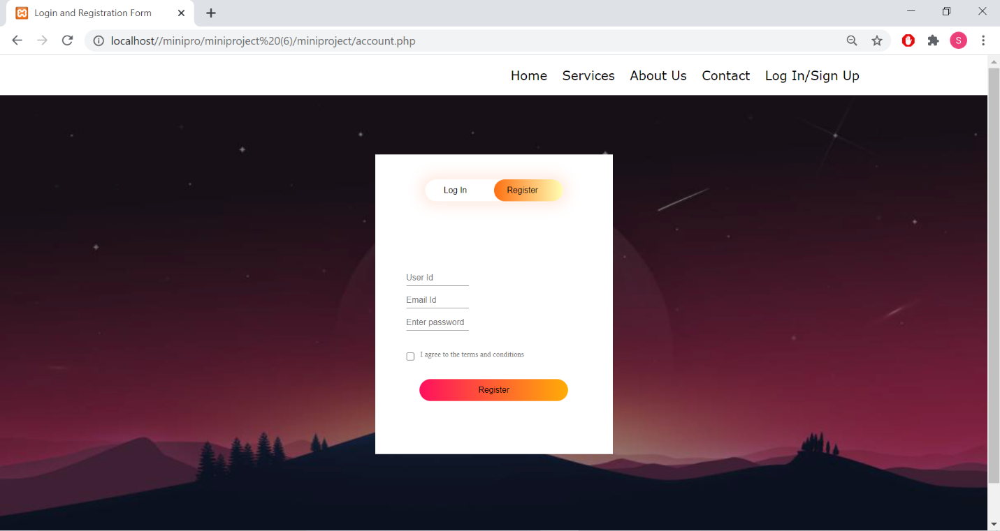 Login and Registration Form
localhost//minipro/miniproject%20(6)/miniproject/account.php
S
Home Services About Us Contact Log In/Sign Up
Log In Register
User Id
Email Id
Enter password
I agree to the terms and conditions
Register